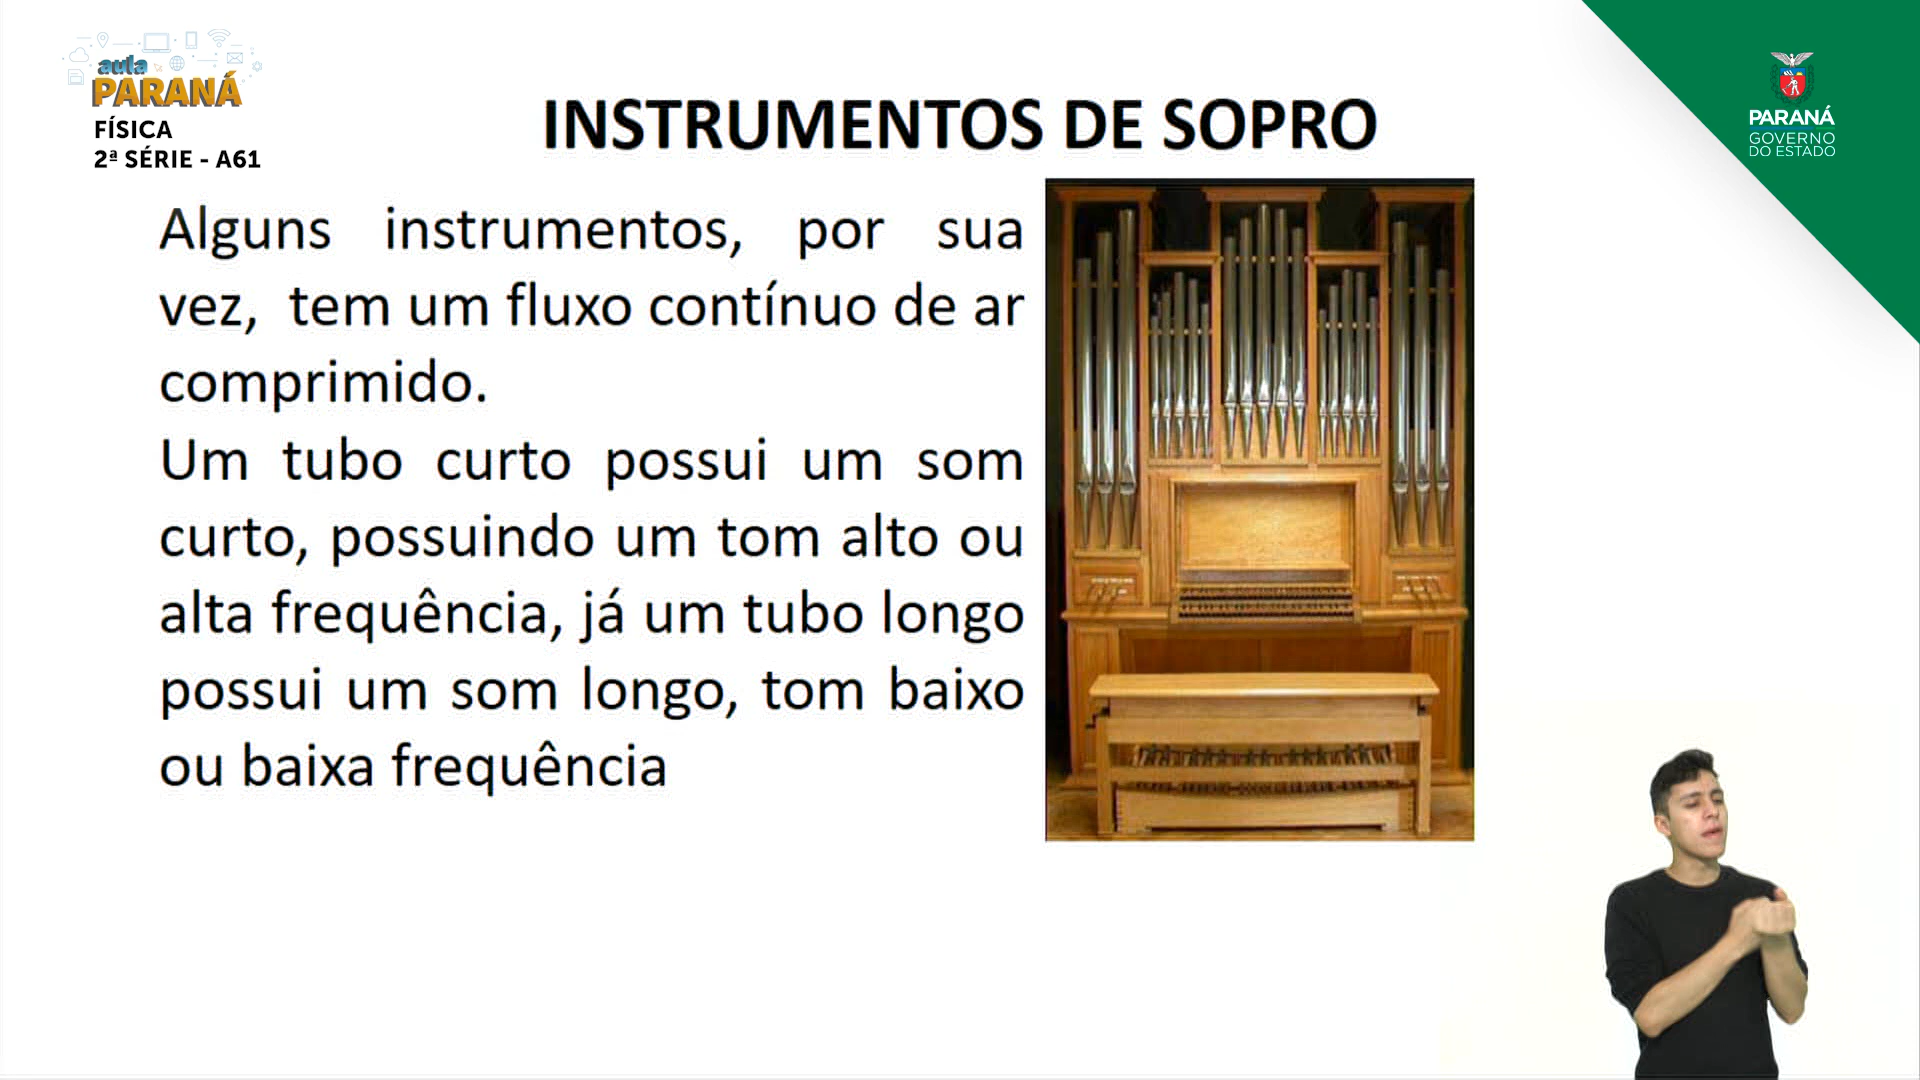 aula
PARANÁ
FÍSICA
2ª SÉRIE - A61
INSTRUMENTOS DE SOPRO
PARANÁ
GOVERNO
DO ESTADO
Alguns instrumentos, por sua
vez, tem um fluxo contínuo de ar
comprimido.
Um tubo curto possui um som
curto, possuindo um tom alto ou
alta frequência, já um tubo longo
possui um som longo, tom baixo
ou baixa frequência